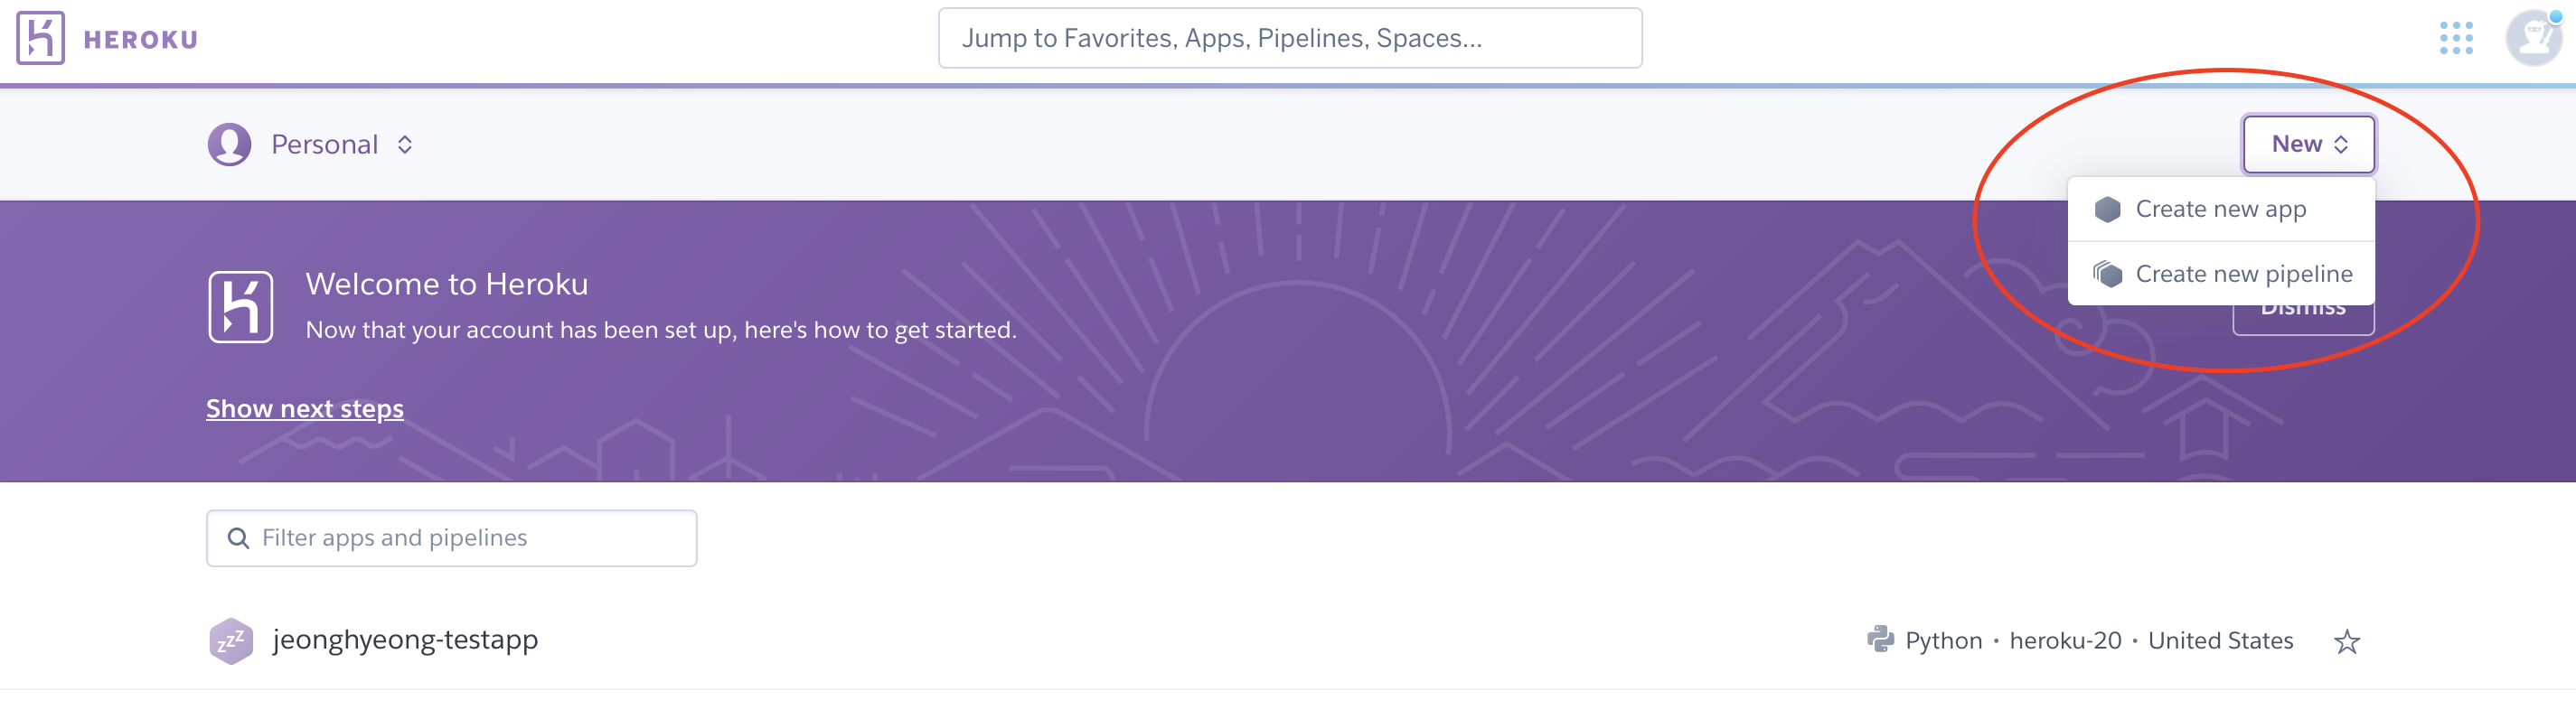 HEROKU
Jump to Favorites, Apps, Pipelines, Spaces...
Personal
New
Create new app
Create new pipeline
Dismiss
Welcome to Heroku
Now that your account has been set up, here's how to get started.
Show next steps
Filter apps and pipelines
zzz jeonghyeong-testapp
Python • heroku-20 • United States